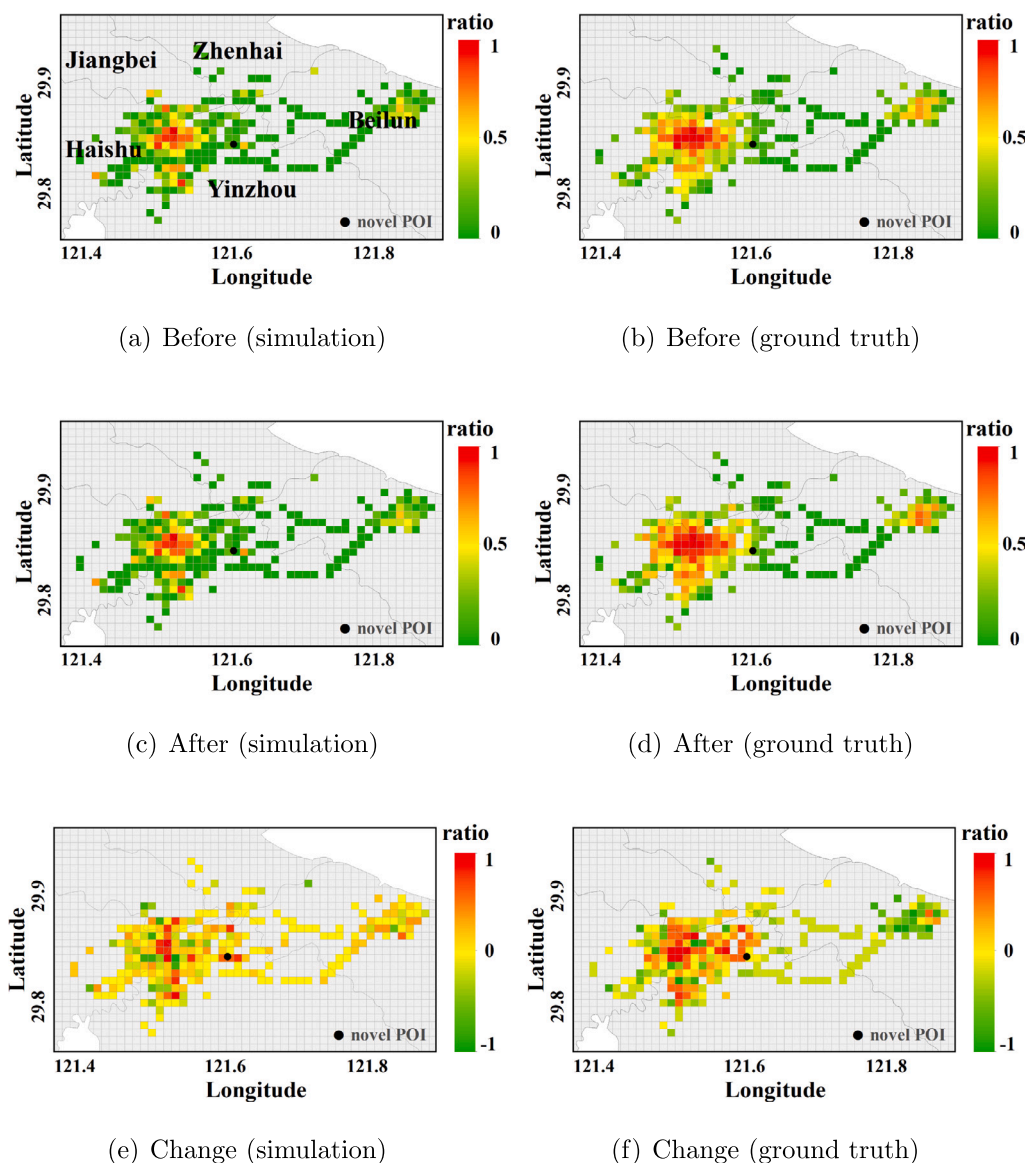 ratio
ratio
Jiangbei
Zhenhai
1
1
Latitude
29.9
Beilun
0.5
Latitude
29.9
0.5
Haishu
Yinzhou
29.8
29.8
novel POI
0
novel POI
0
121.4
121.6
121.8
121.4
121.6
121.8
Longitude
Longitude
(a) Before (simulation)
(b) Before (ground truth)
ratio
ratio
1
1
Latitude
29.9
0.5
Latitude
29.9
0.5
29.8
29.8
novel POI
0
novel POI
0
121.4
121.6
121.8
121.4
121.6
121.8
Longitude
Longitude
(c) After (simulation)
(d) After (ground truth)
ratio
ratio
1
1
Latitude
29.9
0
Latitude
29.9
0
29.8
29.8
novel POI
-1
novel POI
-1
121.4
121.6
121.8
121.4
121.6
121.8
Longitude
Longitude
(e) Change (simulation)
(f) Change (ground truth)